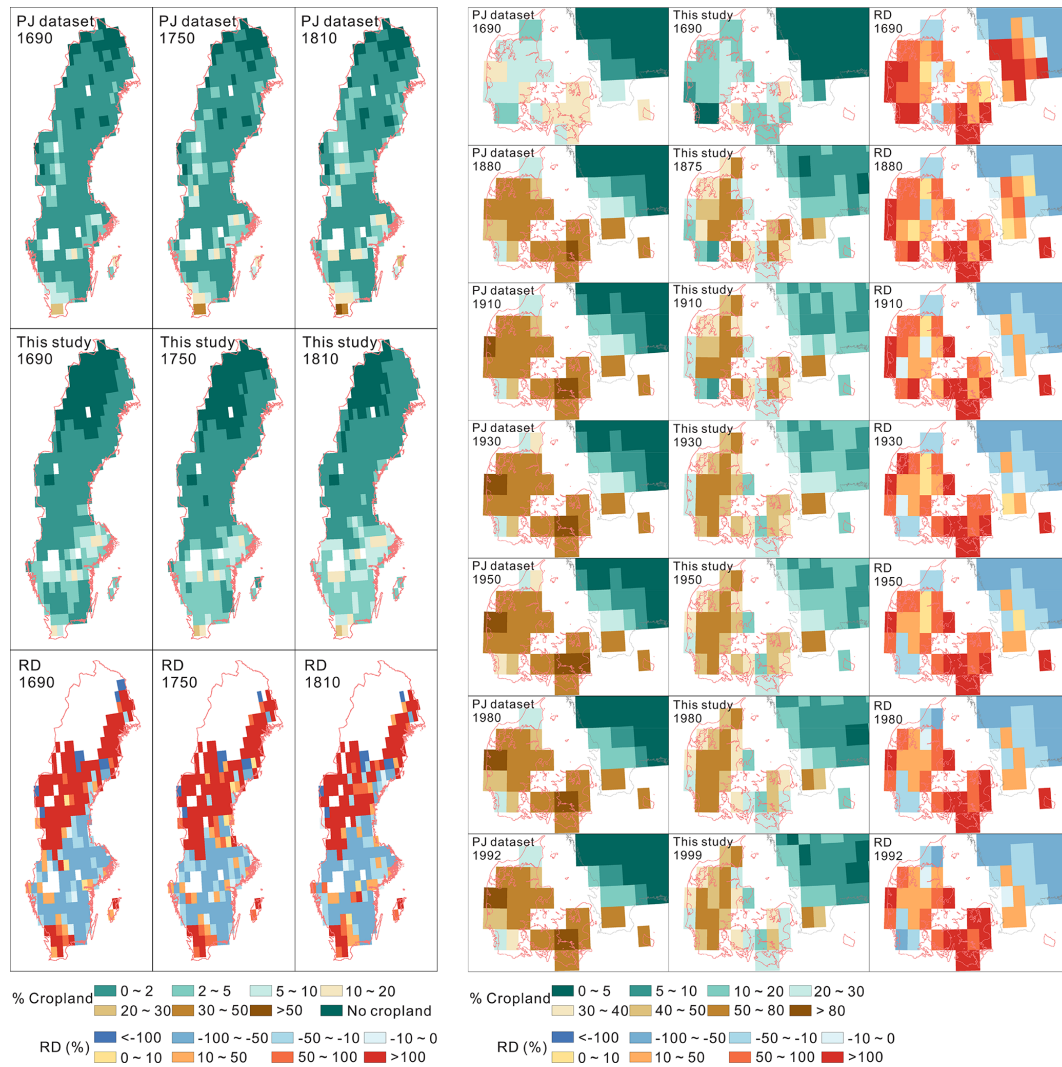 PJ dataset
1690
PJ dataset
1750
PJ dataset
1810
This study
1690
This study
1750
This study
1810
RD
1690
RD
1750
RD
1810
% Cropland
0 ~ 2
2 ~ 5
5 ~ 10
10 ~ 20
20 ~ 30
30 ~ 50
>50
No cropland
RD (%)
<-100
-100 ~ -50
-50 ~ -10
-10 ~ 0
0 ~ 10
10 ~ 50
50 ~ 100
>100
PJ dataset
1690
This study
1690
RD
1690
PJ dataset
1880
This study
1875
RD
1880
PJ dataset
1910
This study
1910
RD
1910
PJ dataset
1930
This study
1930
RD
1930
PJ dataset
1950
This study
1950
RD
1950
PJ dataset
1980
This study
1980
RD
1980
PJ dataset
1992
This study
1999
RD
1992
% Cropland
0 ~ 5
5 ~ 10
10 ~ 20
20 ~ 30
30 ~ 40
40 ~ 50
50 ~ 80
> 80
RD (%)
<-100
-100 ~ -50
-50 ~ -10
-10 ~ 0
0 ~ 10
10 ~ 50
50 ~ 100
>100